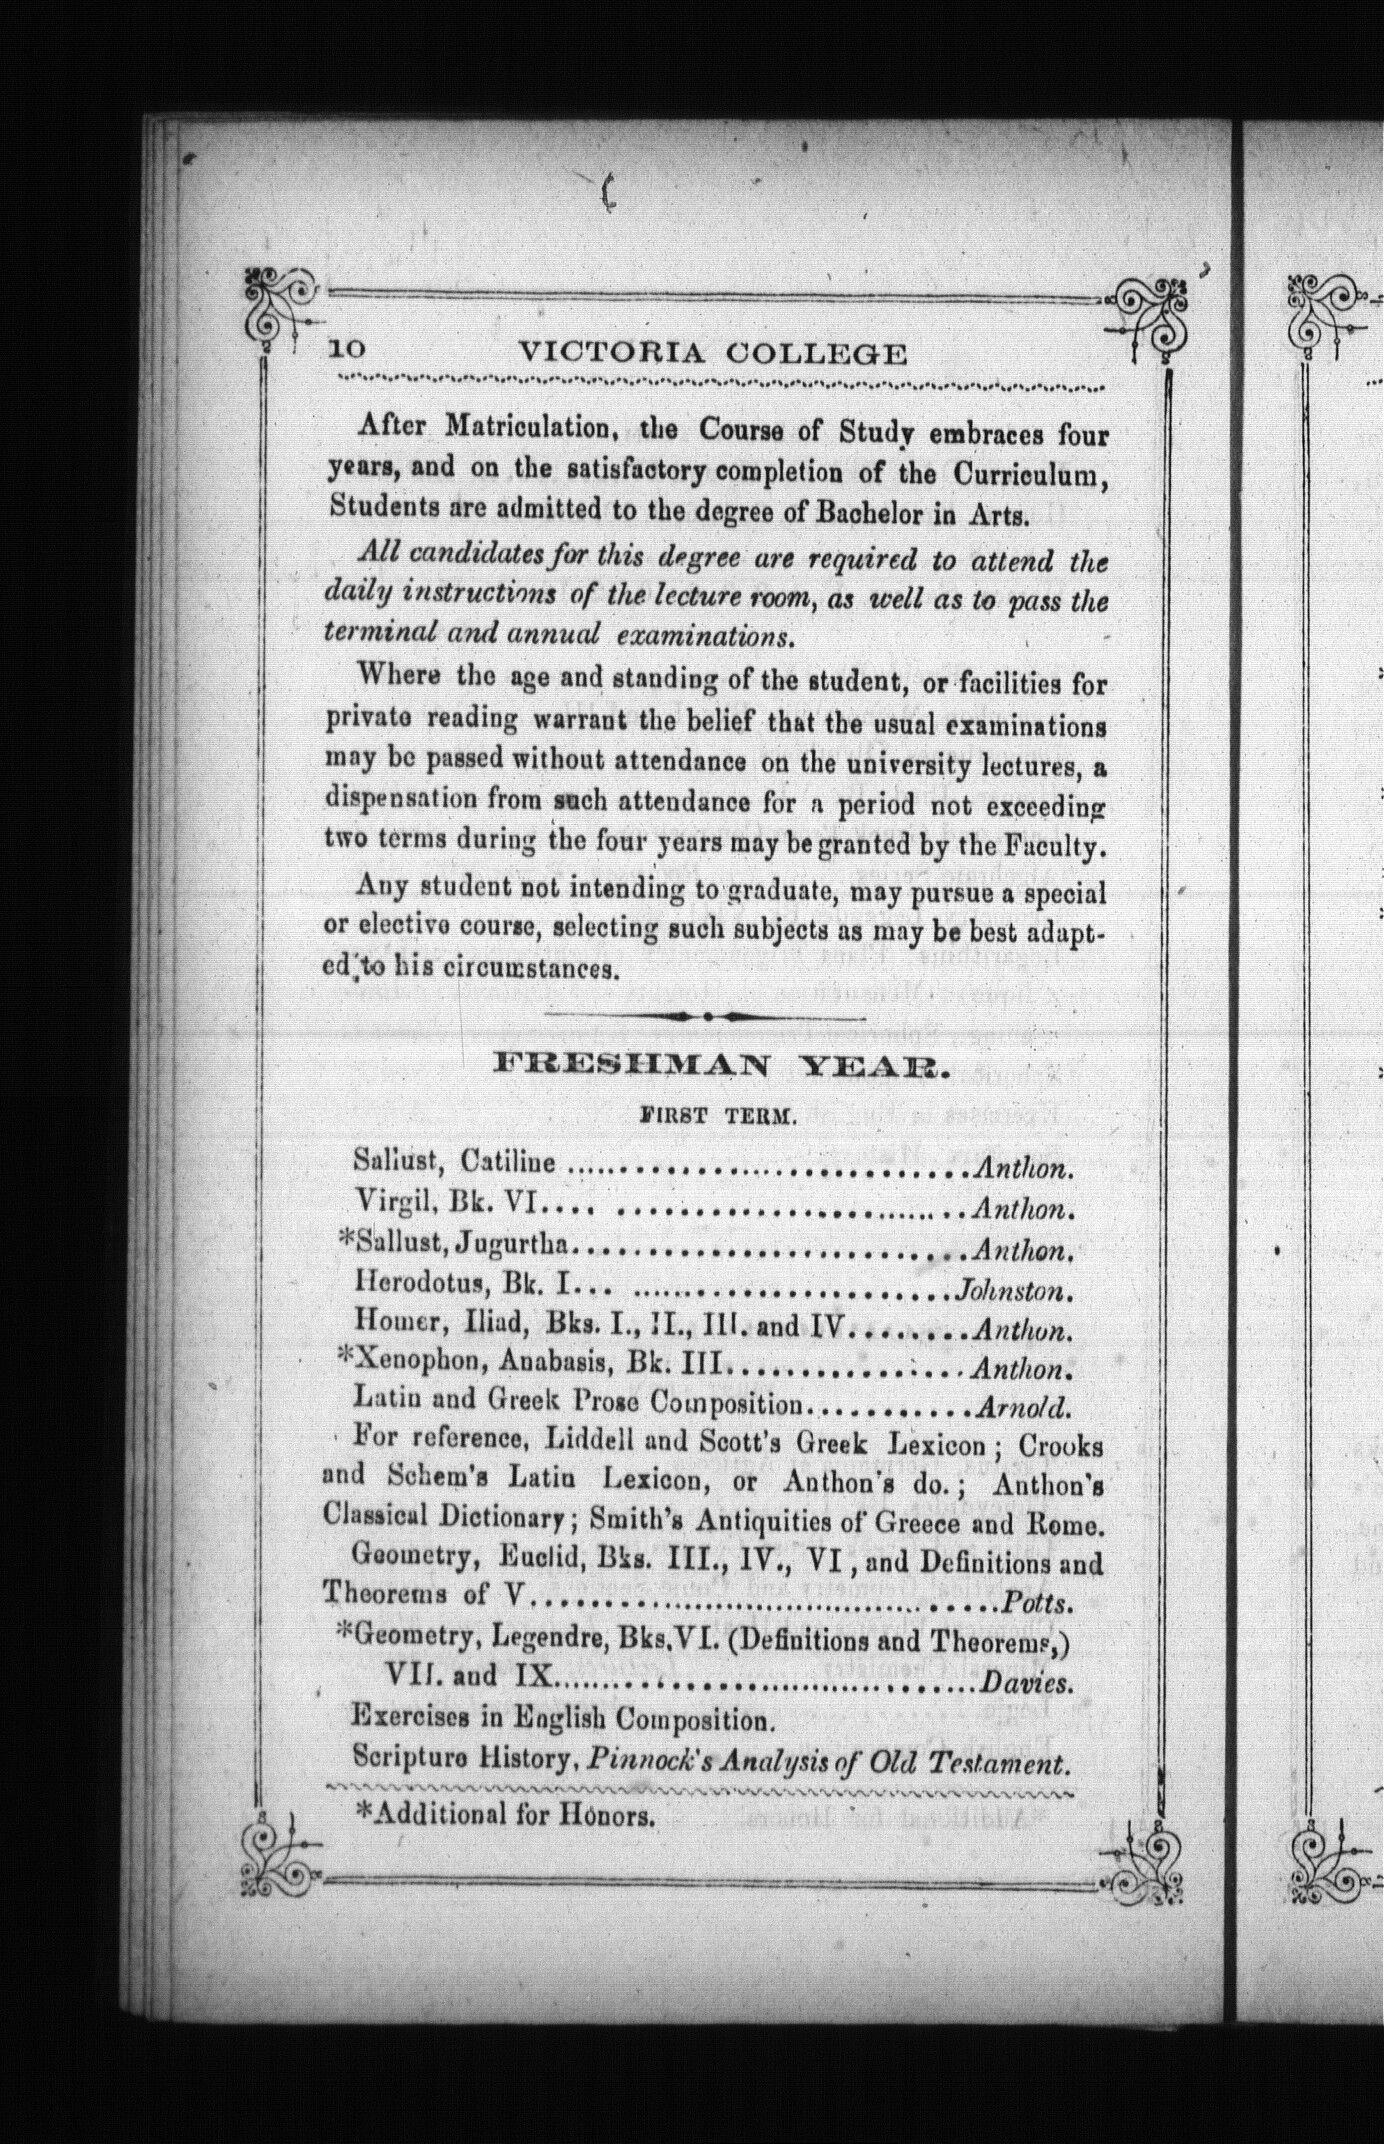 10 VICTORIA COLLEGE
After Matriculation, the Course of Study embraces four
years, and on the satisfactory completion of the Curriculum,
Students are admitted to the degree of Bachelor in Arts.
All candidates for this degree are required to attend the
daily instructions of the lecture room, as well as to pass the
terminal and annual examinations.
Where the age and standing of the student, or facilities for
private reading warrant the belief that the usual examinations
may be passed without attendance on the university lectures, a
dispensation from such attendance for a period not exceeding
two terms during the four years may be granted by the Faculty.
Any student not intending to graduate, may pursue a special
or elective course, selecting such subjects as may be best adapt-
ed to his circumstances.
FRESHMAN YEAR.
FIRST TERM.
Sallust, Catiline ............................Anthon.
Virgil, Bk. VI.... .......................Anthon.
*Sallust, Jugurtha..........................Anthon.
Herodotus, Bk. I... ......................Johnston.
Homer, Iliad, Bks. I., II., III. and IV........Anthon.
*Xenophon, Anabasis, Bk. III................Anthon.
Latin and Greek Prose Composition...........Arnold.
For reference, Liddell and Scott's Greek Lexicon ; Crooks
and Schem's Latin Lexicon, or Anthon's do. ; Anthon's
Classical Dictionary ; Smith's Antiquities of Greece and Rome.
Geometry, Euclid, Bks. III., IV., VI , and Definitions and
Theorems of V..................................Potts.
*Geometry, Legendre, Bks. VI. (Definitions and Theorems,)
VII. and IX.................................Davies.
Exercises in English Composition.
Scripture History, Pinnock's Analysis of Old Testament.
*Additional for Honors.